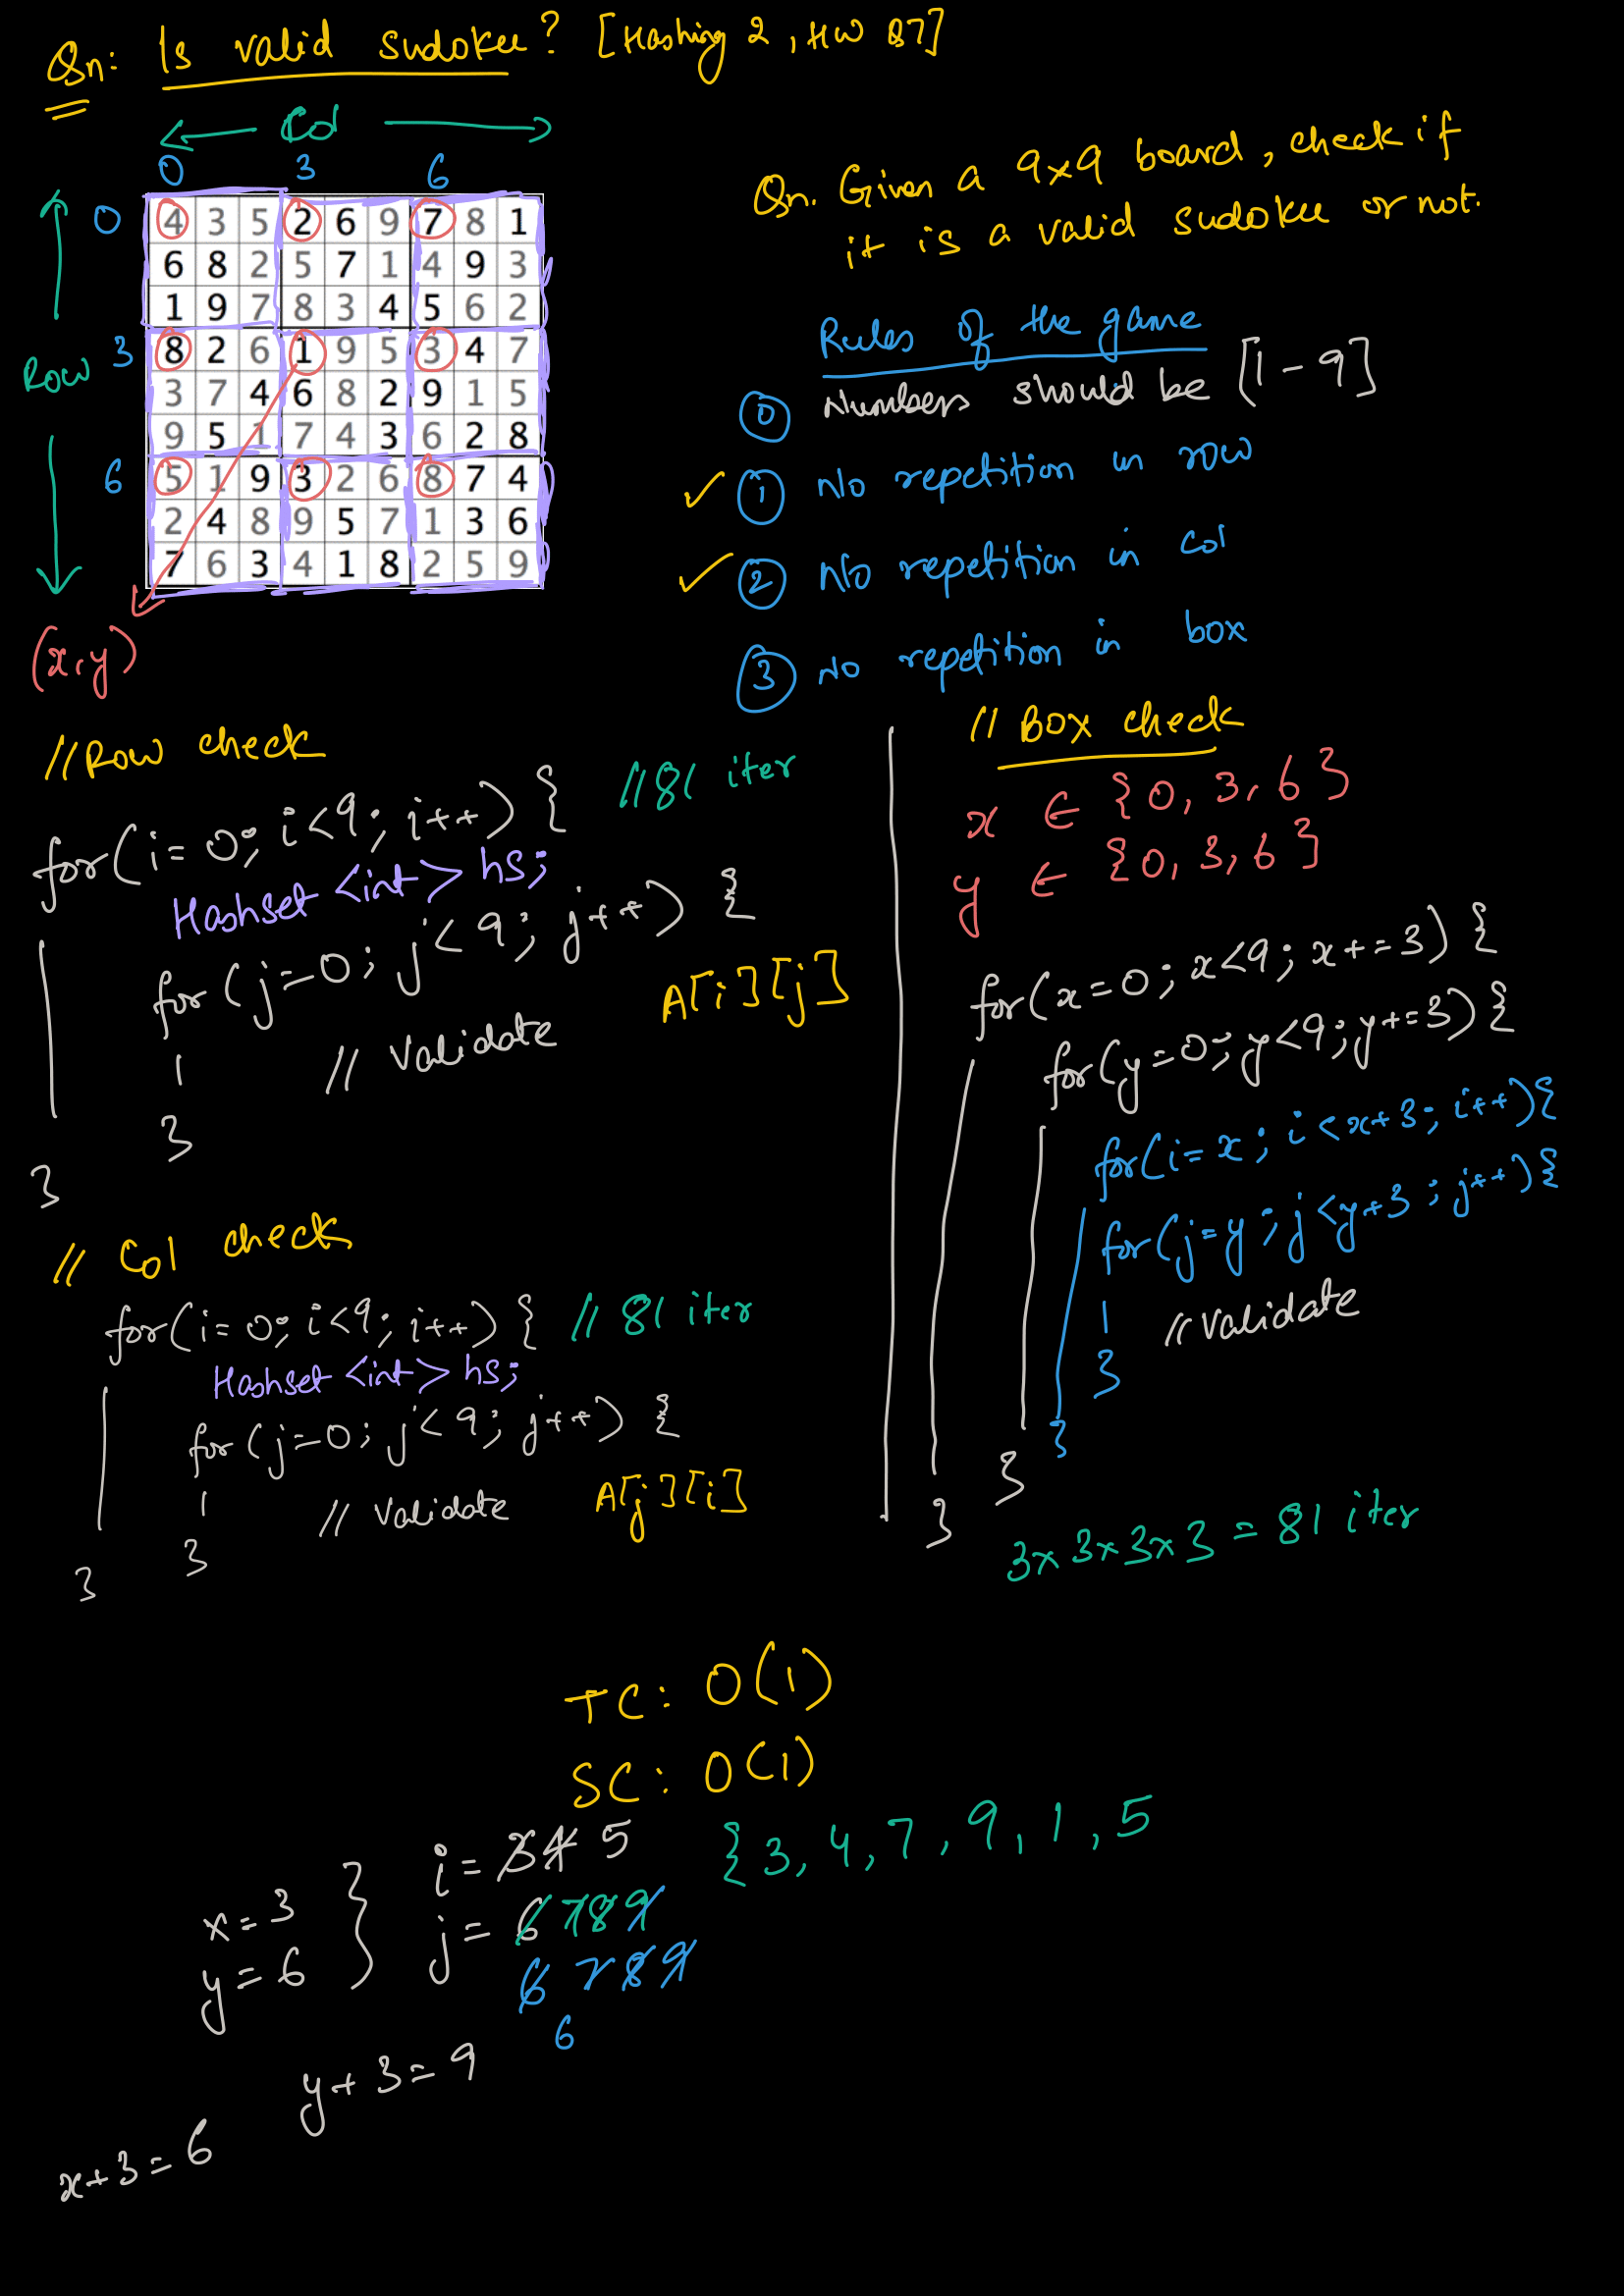 Qn: Is valid sudoku? [Hashing 2, HW Q7]
← Col →
0 3 6
0 4 3 5 2 6 9 7 8 1
6 8 2 5 7 1 4 9 3
1 9 7 8 3 4 5 6 2
Row 3 8 2 6 1 9 5 3 4 7
3 7 4 6 8 2 9 1 5
9 5 1 7 4 3 6 2 8
6 5 1 9 3 2 6 8 7 4
2 4 8 9 5 7 1 3 6
7 6 3 4 1 8 2 5 9
(x,y)
Qn. Given a 9x9 board, check if
it is a valid sudoku or not.
Rules of the game
0 Numbers should be [1-9]
✓ 1 No repetition in row
✓ 2 No repetition in col
3 No repetition in box
//Row check
for(i=0; i<9; i++) { //81 iter
Hashset <int> hs;
for (j=0; j<9; j++) {
// Validate A[i][j]
}
}
// Col check
for(i=0; i<9; i++) { // 81 iter
Hashset <int> hs;
for (j=0; j<9; j++) {
// Validate A[j][i]
}
}
// Box check
x ∈ {0, 3, 6}
y ∈ {0, 3, 6}
for(x=0; x<9; x+=3) {
for(y=0; y<9; y+=3) {
for(i=x; i<x+3; i++){
for(j=y; j<y+3; j++){
// Validate
}
}
}
}
3x3x3x3 = 81 iter
TC: O(1)
SC: O(1)
x=3
y=6
} i= 3 4 5
j= 6 7 8 9
6 7 8 9
6
{3, 4, 7, 9, 1, 5
y+3=9
x+3=6